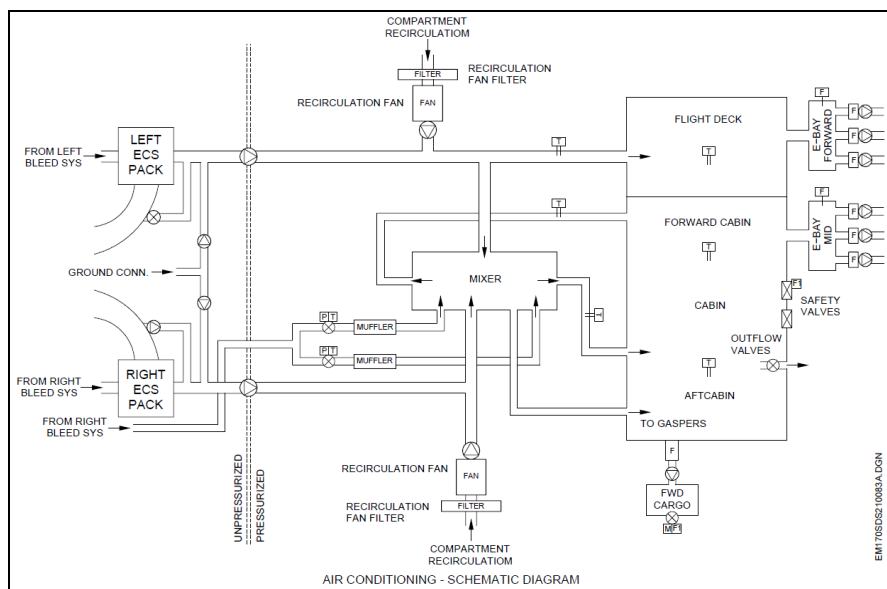 COMPARTMENT
RECIRCULATIOM
FILTER
RECIRCULATION
FAN FILTER
RECIRCULATION FAN
FAN
FLIGHT DECK
T
T
F
E-BAY
FORWARD
F
F
F
FROM LEFT
BLEED SYS
LEFT
ECS
PACK
T
FORWARD CABIN
T
F
E-BAY
MID
F
F
F
GROUND CONN.
MIXER
T
CABIN
F1
SAFETY
VALVES
P T
MUFFLER
P T
MUFFLER
OUTFLOW
VALVES
T
AFTCABIN
FROM RIGHT
BLEED SYS
RIGHT
ECS
PACK
FROM RIGHT
BLEED SYS
TO GASPERS
F
FWD
CARGO
M F1
RECIRCULATION FAN
FAN
RECIRCULATION
FAN FILTER
FILTER
COMPARTMENT
RECIRCULATIOM
UNPRESSURIZED
PRESSURIZED
EM170SDS210083A.DGN
AIR CONDITIONING - SCHEMATIC DIAGRAM